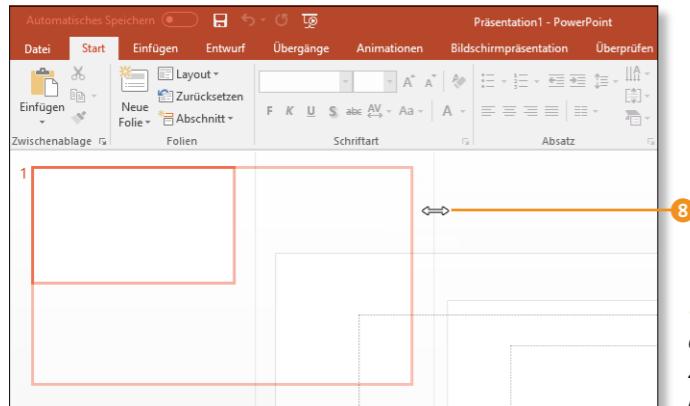 Automatisches Speichern
Präsentation1 - PowerPoint
Datei Start Einfügen Entwurf Übergänge Animationen Bildschirmpräsentation Überprüfen
Einfügen
Neue Folie
Layout
Zurücksetzen
Abschnitt
F K U S abc AV Aa A
A A
Zwischenablage Folien Schriftart Absatz
1
8